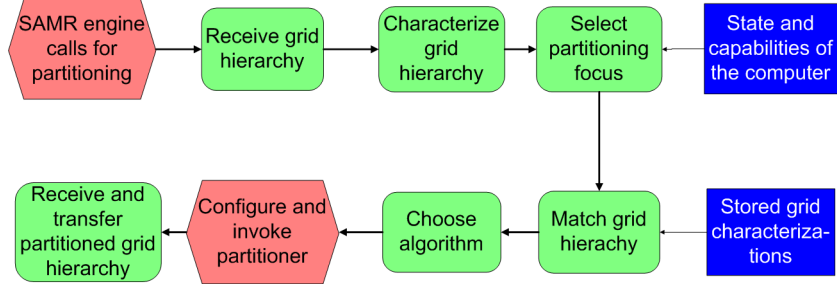 SAMR engine
calls for
partitioning
Receive grid
hierarchy
Characterize
grid
hierarchy
Select
partitioning
focus
State and
capabilities of
the computer
Receive and
transfer
partitioned grid
hierarchy
Configure and
invoke
partitioner
Choose
algorithm
Match grid
hierachy
Stored grid
characteriza-
tions